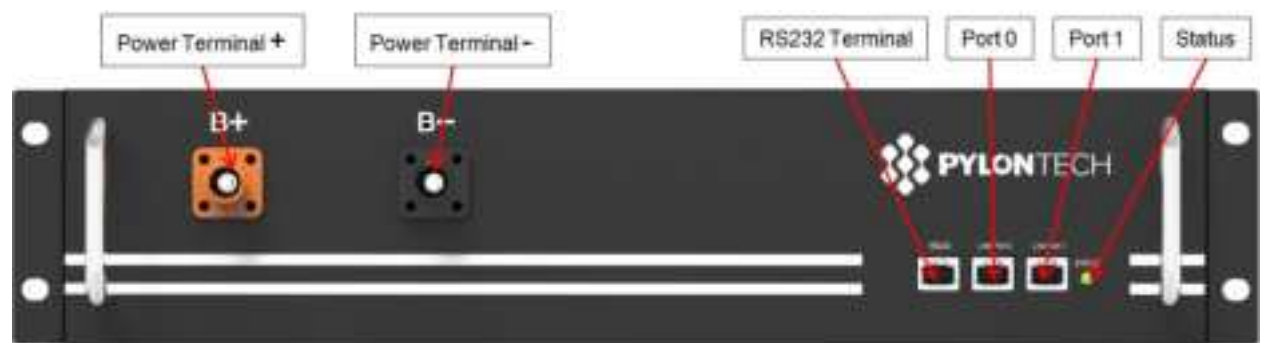 Power Terminal +
Power Terminal -
RS232 Terminal
Port 0
Port 1
Status
B+
B-
PYLONTECH